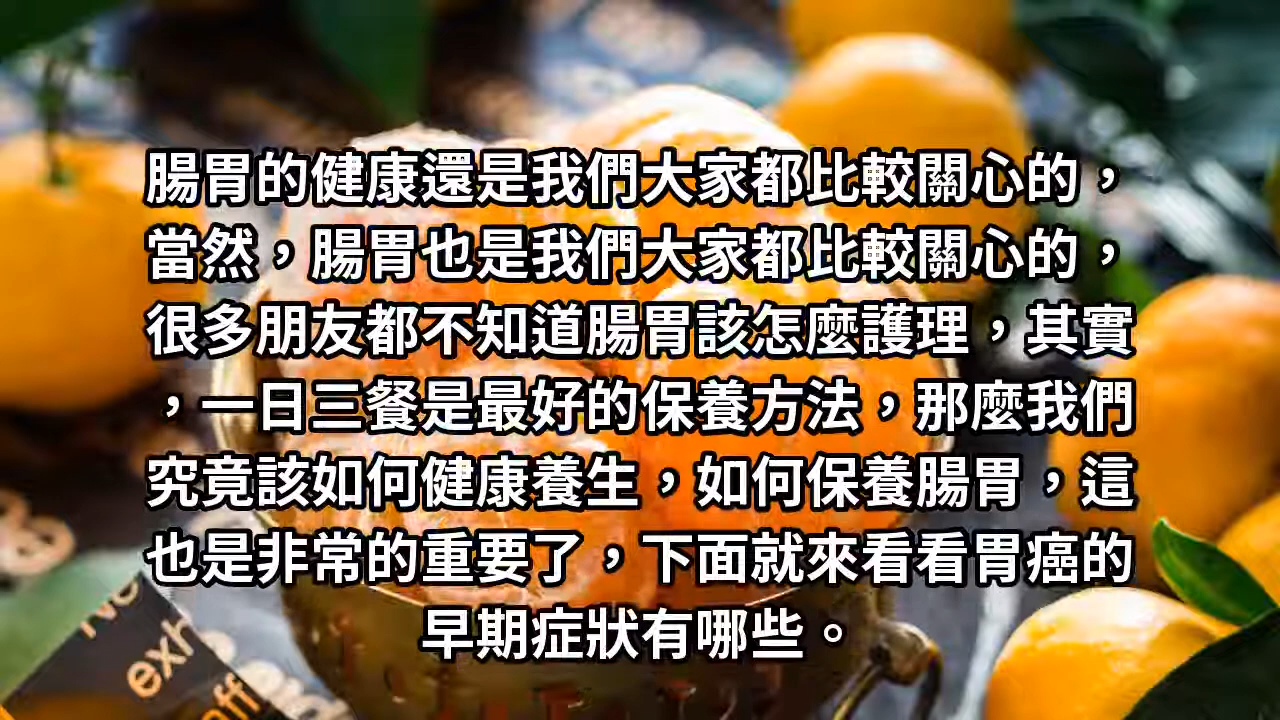 腸胃的健康還是我們大家都比較關心的，
當然，腸胃也是我們大家都比較關心的，
很多朋友都不知道腸胃該怎麼護理，其實
，一日三餐是最好的保養方法，那麼我們
究竟該如何健康養生，如何保養腸胃，這
也是非常的重要了，下面就來看看胃癌的
早期症狀有哪些。